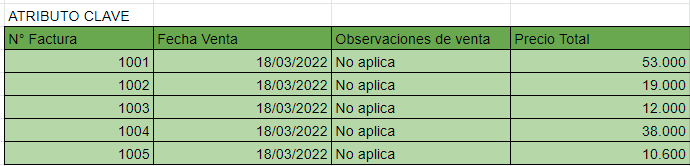 ATRIBUTO CLAVE
N° Factura Fecha Venta Observaciones de venta Precio Total
1001 18/03/2022 No aplica 53.000
1002 18/03/2022 No aplica 19.000
1003 18/03/2022 No aplica 12.000
1004 18/03/2022 No aplica 38.000
1005 18/03/2022 No aplica 10.600